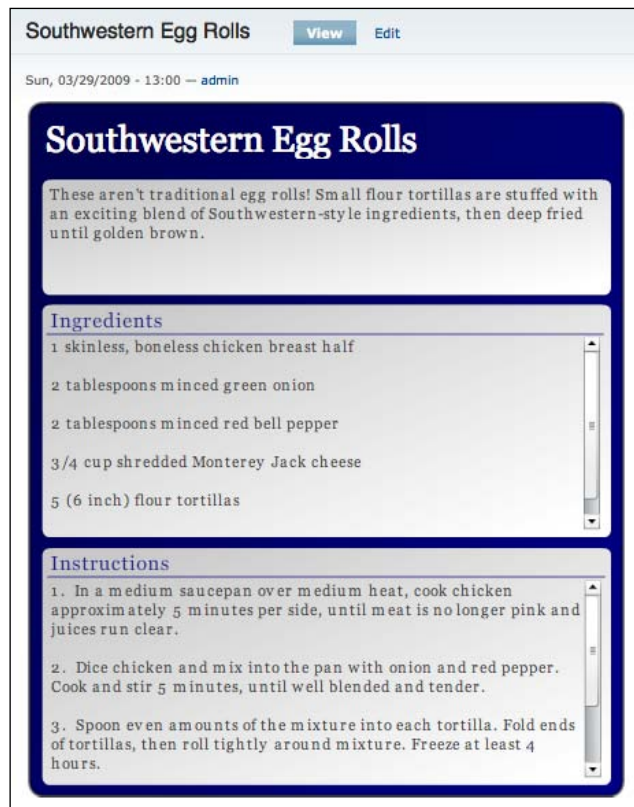 Southwestern Egg Rolls View Edit
Sun, 03/29/2009 - 13:00 — admin
Southwestern Egg Rolls
These aren't traditional egg rolls! Small flour tortillas are stuffed with
an exciting blend of Southwestern-style ingredients, then deep fried
until golden brown.
Ingredients
1 skinless, boneless chicken breast half
2 tablespoons minced green onion
2 tablespoons minced red bell pepper
3/4 cup shredded Monterey Jack cheese
5 (6 inch) flour tortillas
Instructions
1. In a medium saucepan over medium heat, cook chicken
approximately 5 minutes per side, until meat is no longer pink and
juices run clear.
2. Dice chicken and mix into the pan with onion and red pepper.
Cook and stir 5 minutes, until well blended and tender.
3. Spoon even amounts of the mixture into each tortilla. Fold ends
of tortillas, then roll tightly around mixture. Freeze at least 4
hours.